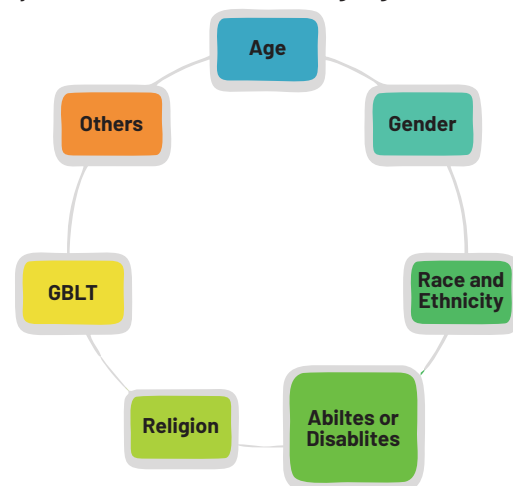 Age
Gender
Race and
Ethnicity
Abiltes or
Disablites
Religion
GBLT
Others